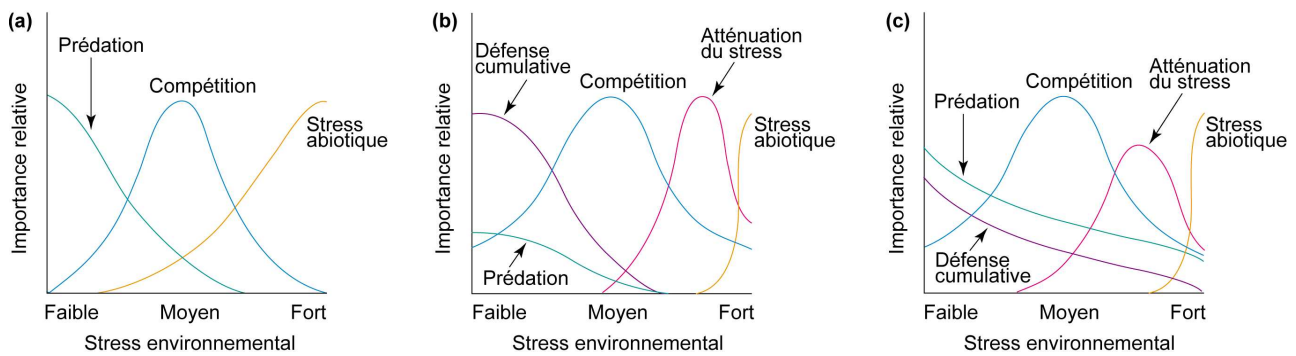 (a)
Prédation
Compétition
Stress
abiotique
Importance relative
Faible
Moyen
Fort
Stress environnemental
(b)
Défense
cumulative
Compétition
Atténuation
du stress
Stress
abiotique
Prédation
Importance relative
Faible
Moyen
Fort
Stress environnemental
(c)
Prédation
Compétition
Atténuation
du stress
Stress
abiotique
Défense
cumulative
Importance relative
Faible
Moyen
Fort
Stress environnemental